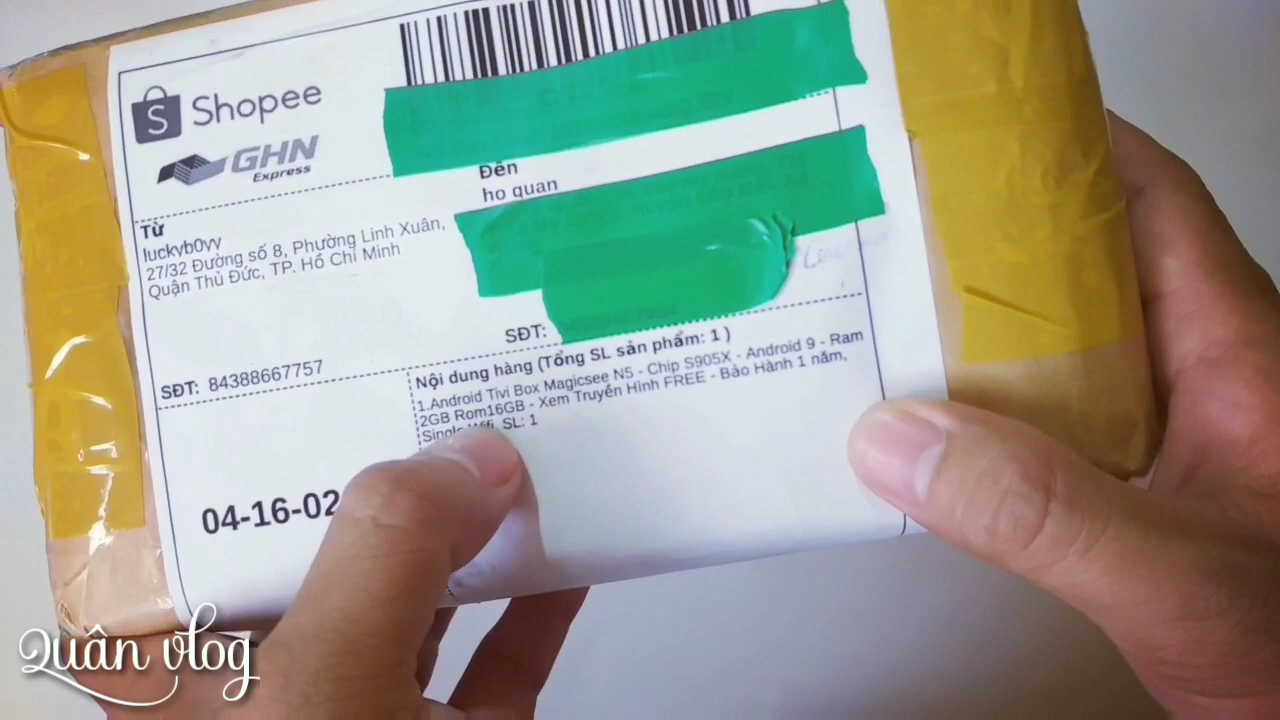 Shopee
GHN
Express
Từ
luckyb0vv
27/32 Đường số 8, Phường Linh Xuân,
Quận Thủ Đức, TP. Hồ Chí Minh
SĐT: 84388667757
Đến
ho quan
SĐT:
Nội dung hàng (Tổng SL sản phẩm: 1 )
1.Android Tivi Box Magicsee N5 - Chip S905X - Android 9 - Ram
2GB Rom16GB - Xem Truyền Hình FREE - Bảo Hành 1 năm,
Single Wifi, SL: 1
04-16-02
Quân vlog